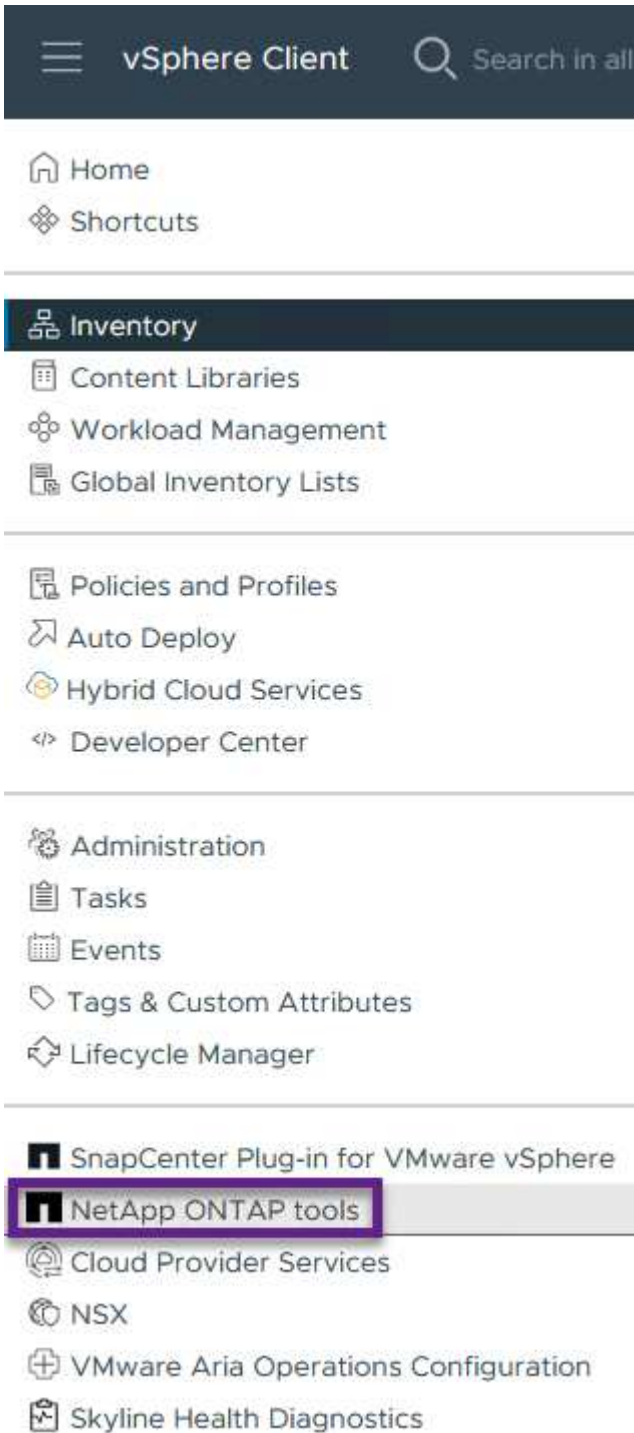 vSphere Client
Search in all
Home
Shortcuts
Inventory
Content Libraries
Workload Management
Global Inventory Lists
Policies and Profiles
Auto Deploy
Hybrid Cloud Services
Developer Center
Administration
Tasks
Events
Tags & Custom Attributes
Lifecycle Manager
SnapCenter Plug-in for VMware vSphere
NetApp ONTAP tools
Cloud Provider Services
NSX
VMware Aria Operations Configuration
Skyline Health Diagnostics